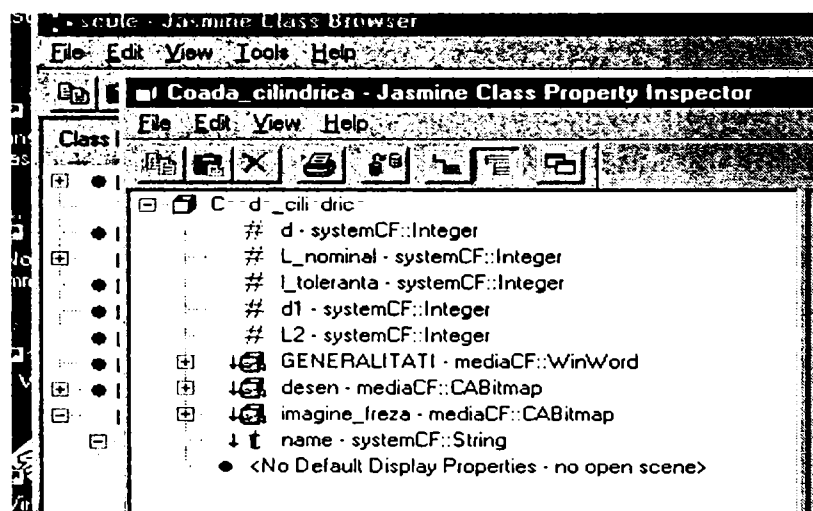 scule - Jasmine Class Browser
File Edit View Tools Help
Coada_cilindrica - Jasmine Class Property Inspector
File Edit View Help
Class
d - systemCF::Integer
L_nominal - systemCF::Integer
l_toleranta - systemCF::Integer
d1 - systemCF::Integer
L2 - systemCF::Integer
GENERALITATI - mediaCF::WinWord
desen - mediaCF::CABitmap
imagine_freza - mediaCF::CABitmap
name - systemCF::String
<No Default Display Properties - no open scene>